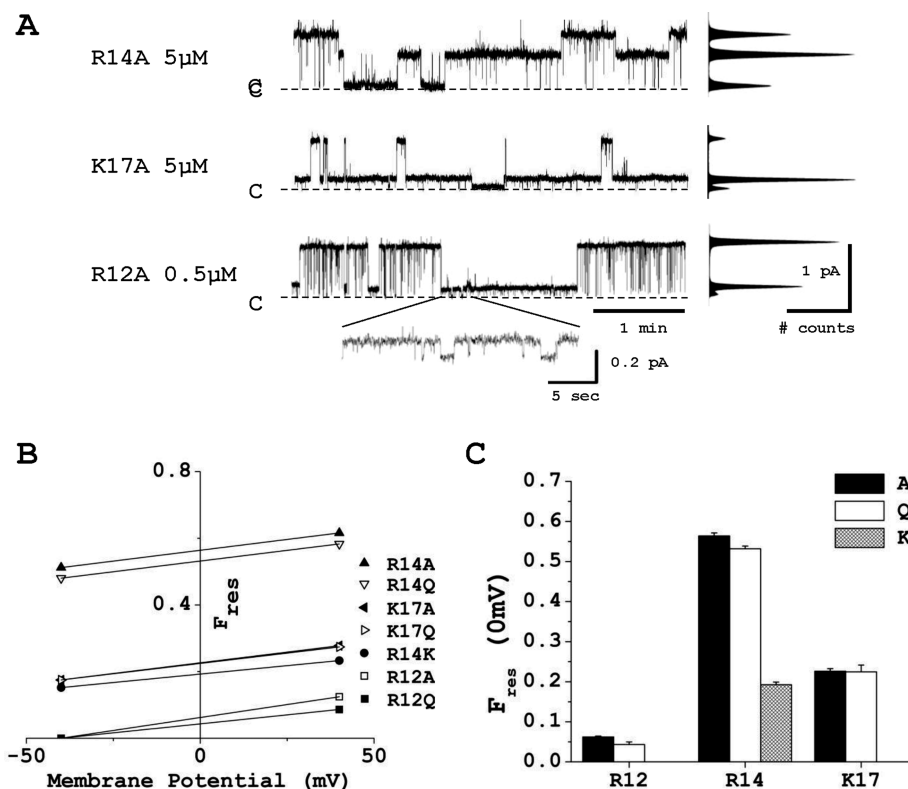 A
R14A 5µM
C
C
K17A 5µM
C
R12A 0.5µM
C
1 pA
1 min
# counts
0.2 pA
5 sec
B
0.8
0.4
Fres
-50
0
50
Membrane Potential (mV)
R14A
R14Q
K17A
K17Q
R14K
R12A
R12Q
C
0.7
0.6
0.5
0.4
0.3
0.2
0.1
0.0
Fres (0mV)
R12
R14
K17
A
Q
K